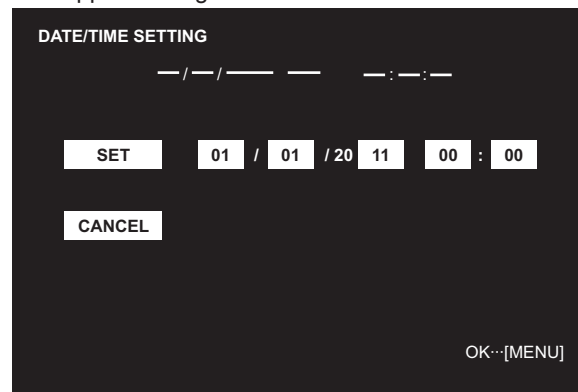 DATE/TIME SETTING
—/—/—— —— —:—:—
SET 01 / 01 / 20 11 00 : 00
CANCEL
OK···[MENU]